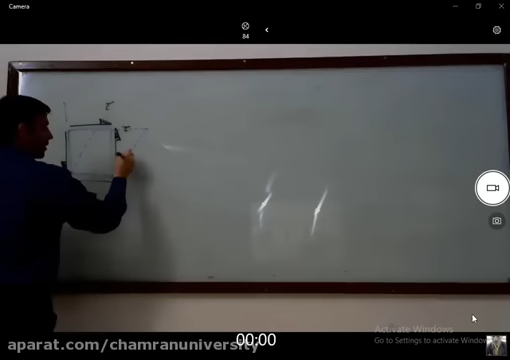 Camera
84
τ
τ
00:00
Activate Windows
Go to Settings to activate Windows
aparat.com/chamranuniversity